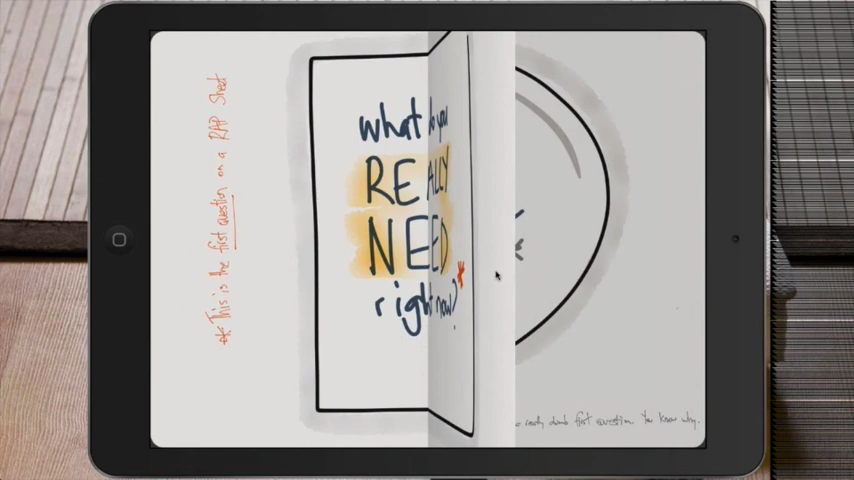 * This is the first question on a RAP Sheet
what do you
REALLY
NEED
right now?*
really dumb first question. You know why.